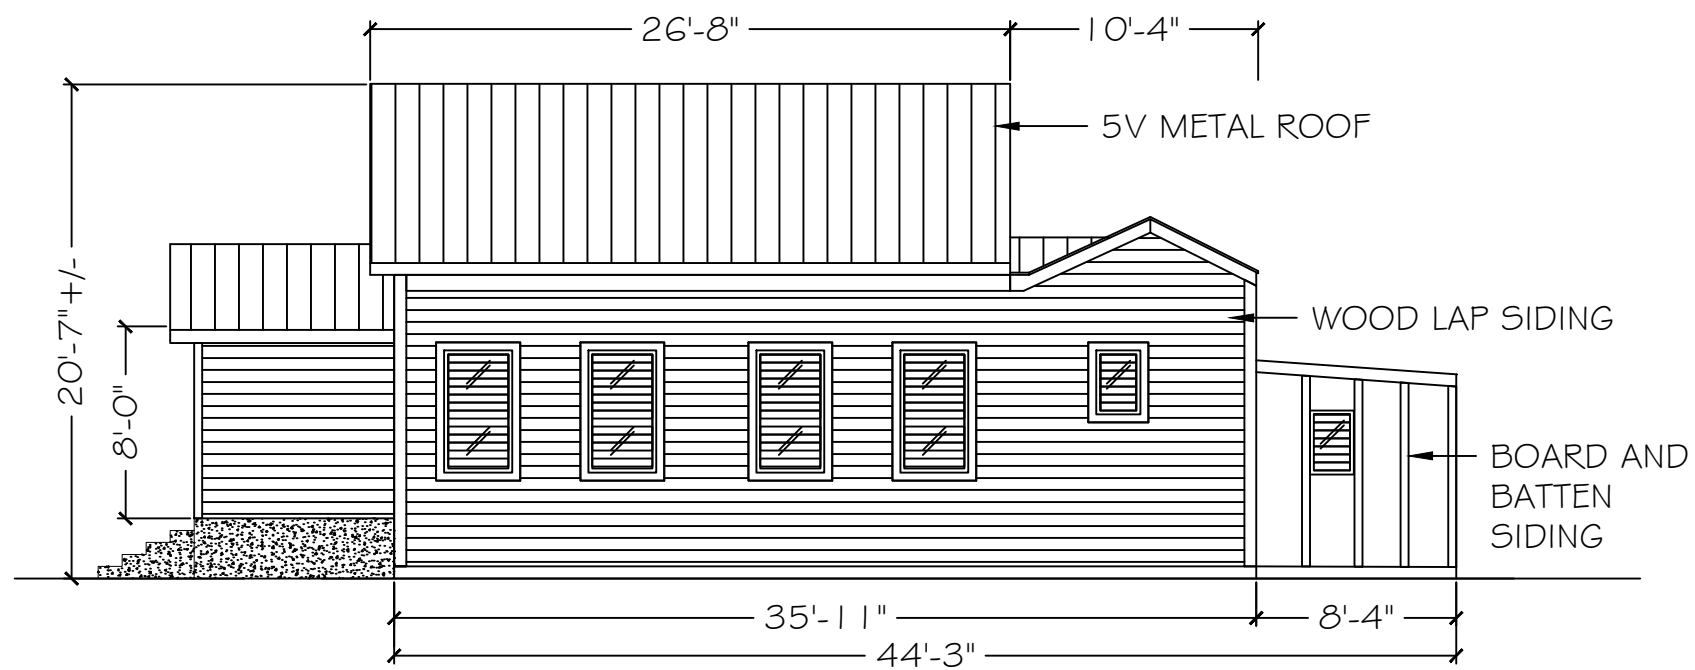 26'-8"
10'-4"
5V METAL ROOF
20'-7"+/-
WOOD LAP SIDING
8'-0"
BOARD AND
BATTEN
SIDING
35'-11"
8'-4"
44'-3"